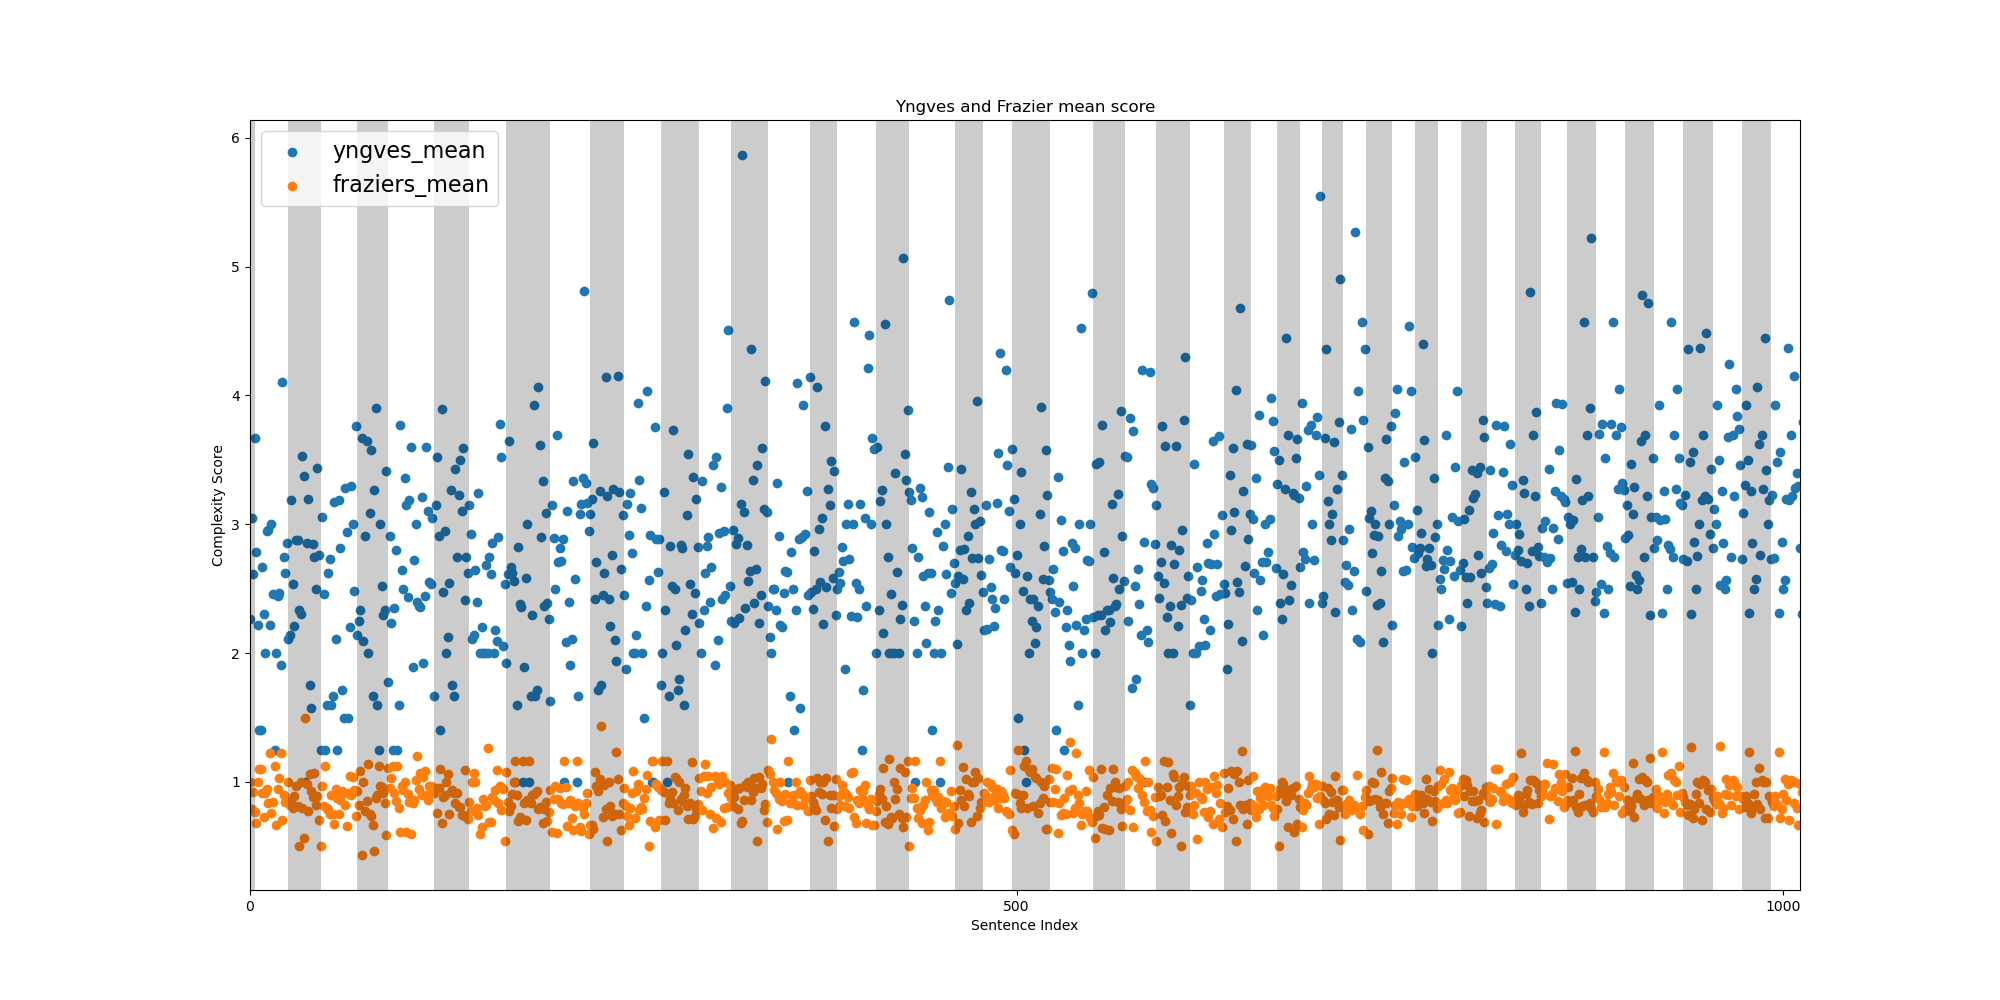 Yngves and Frazier mean score
6
yngves_mean
fraziers_mean
5
4
Complexity Score
3
2
1
0 500 1000
Sentence Index